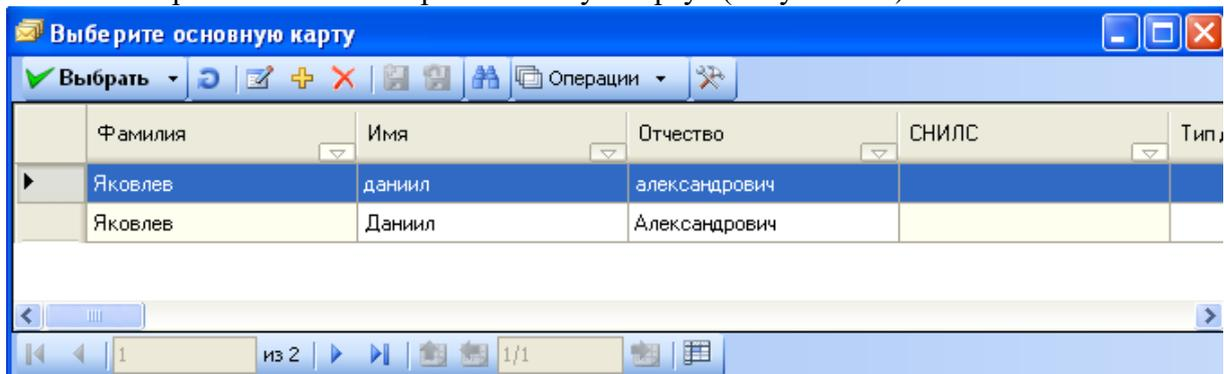 Выберите основную карту
Выбрать Операции
Фамилия Имя Отчество СНИЛС Тип
Яковлев даниил александрович
Яковлев Даниил Александрович
1 из 2 1/1